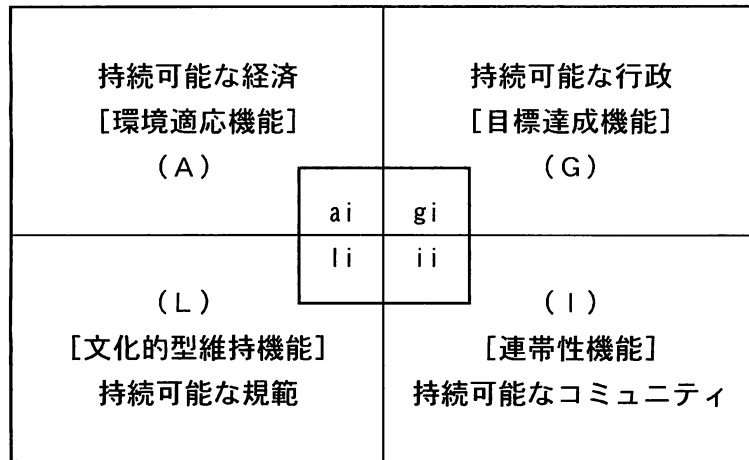 持続可能な経済
[環境適応機能]
(A)
持続可能な行政
[目標達成機能]
(G)
ai
gi
li
ii
(L)
[文化的型維持機能]
持続可能な規範
(I)
[連帯性機能]
持続可能なコミュニティ